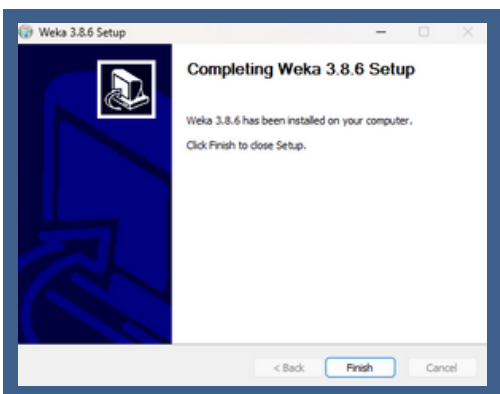 Weka 3.8.6 Setup
Completing Weka 3.8.6 Setup
Weka 3.8.6 has been installed on your computer.
Click Finish to close Setup.
< Back Finish Cancel